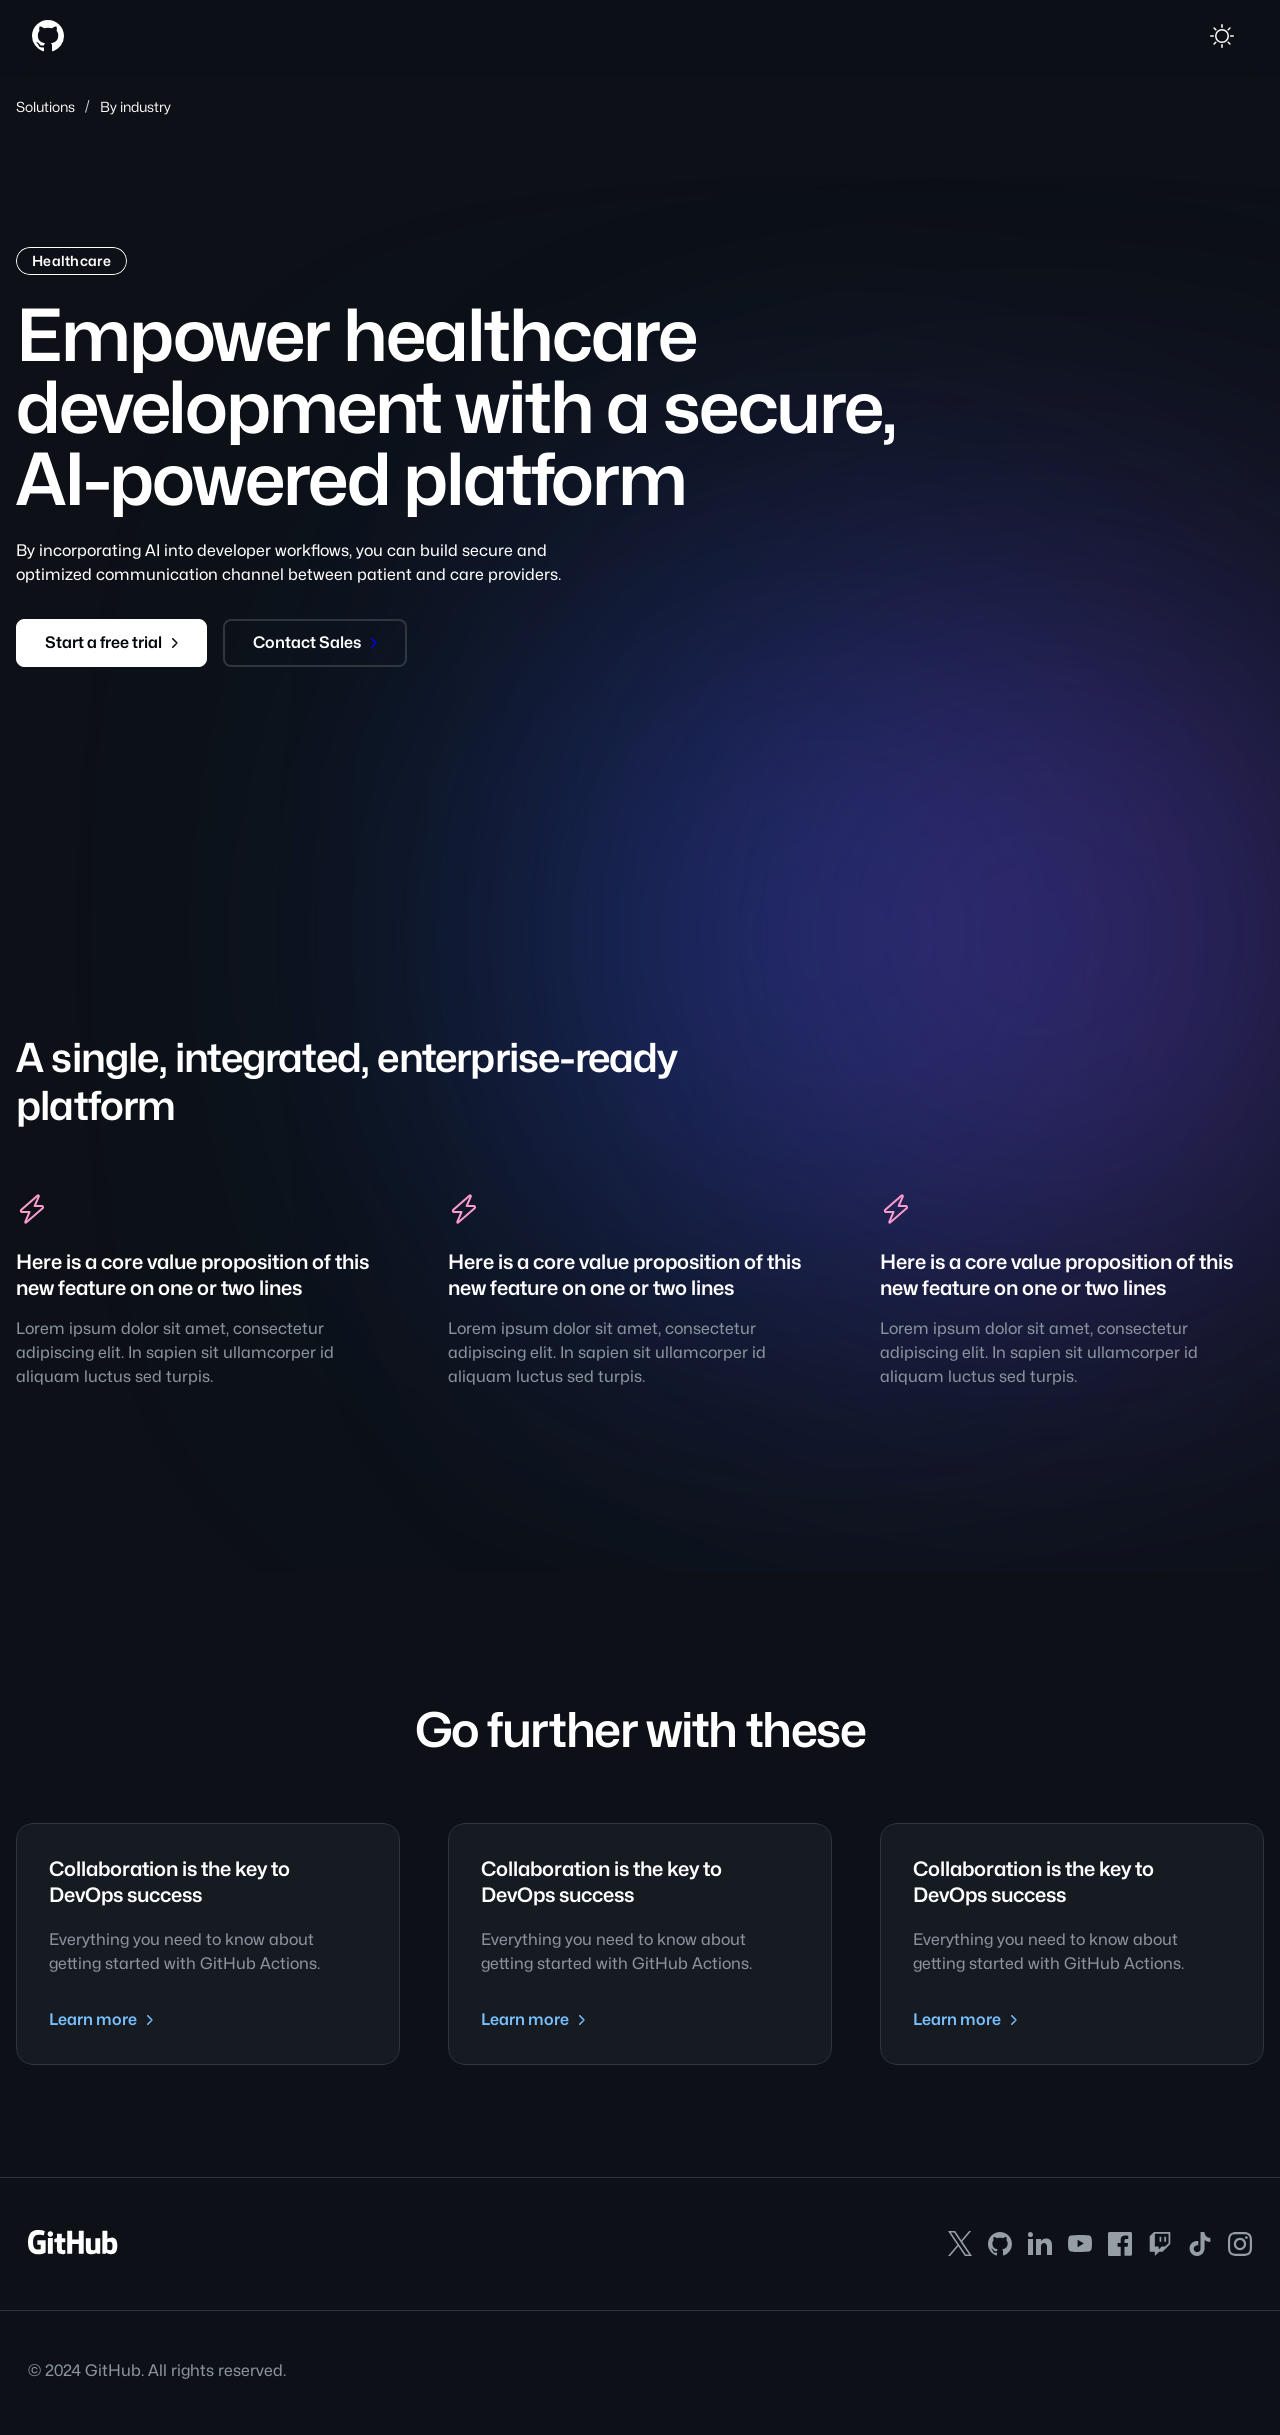 Solutions / By industry
Healthcare
Empower healthcare
development with a secure,
AI-powered platform
By incorporating AI into developer workflows, you can build secure and
optimized communication channel between patient and care providers.
Start a free trial
Contact Sales
A single, integrated, enterprise-ready
platform
Here is a core value proposition of this
new feature on one or two lines
Lorem ipsum dolor sit amet, consectetur
adipiscing elit. In sapien sit ullamcorper id
aliquam luctus sed turpis.
Here is a core value proposition of this
new feature on one or two lines
Lorem ipsum dolor sit amet, consectetur
adipiscing elit. In sapien sit ullamcorper id
aliquam luctus sed turpis.
Here is a core value proposition of this
new feature on one or two lines
Lorem ipsum dolor sit amet, consectetur
adipiscing elit. In sapien sit ullamcorper id
aliquam luctus sed turpis.
Go further with these
Collaboration is the key to
DevOps success
Everything you need to know about
getting started with GitHub Actions.
Learn more
Collaboration is the key to
DevOps success
Everything you need to know about
getting started with GitHub Actions.
Learn more
Collaboration is the key to
DevOps success
Everything you need to know about
getting started with GitHub Actions.
Learn more
GitHub
© 2024 GitHub. All rights reserved.